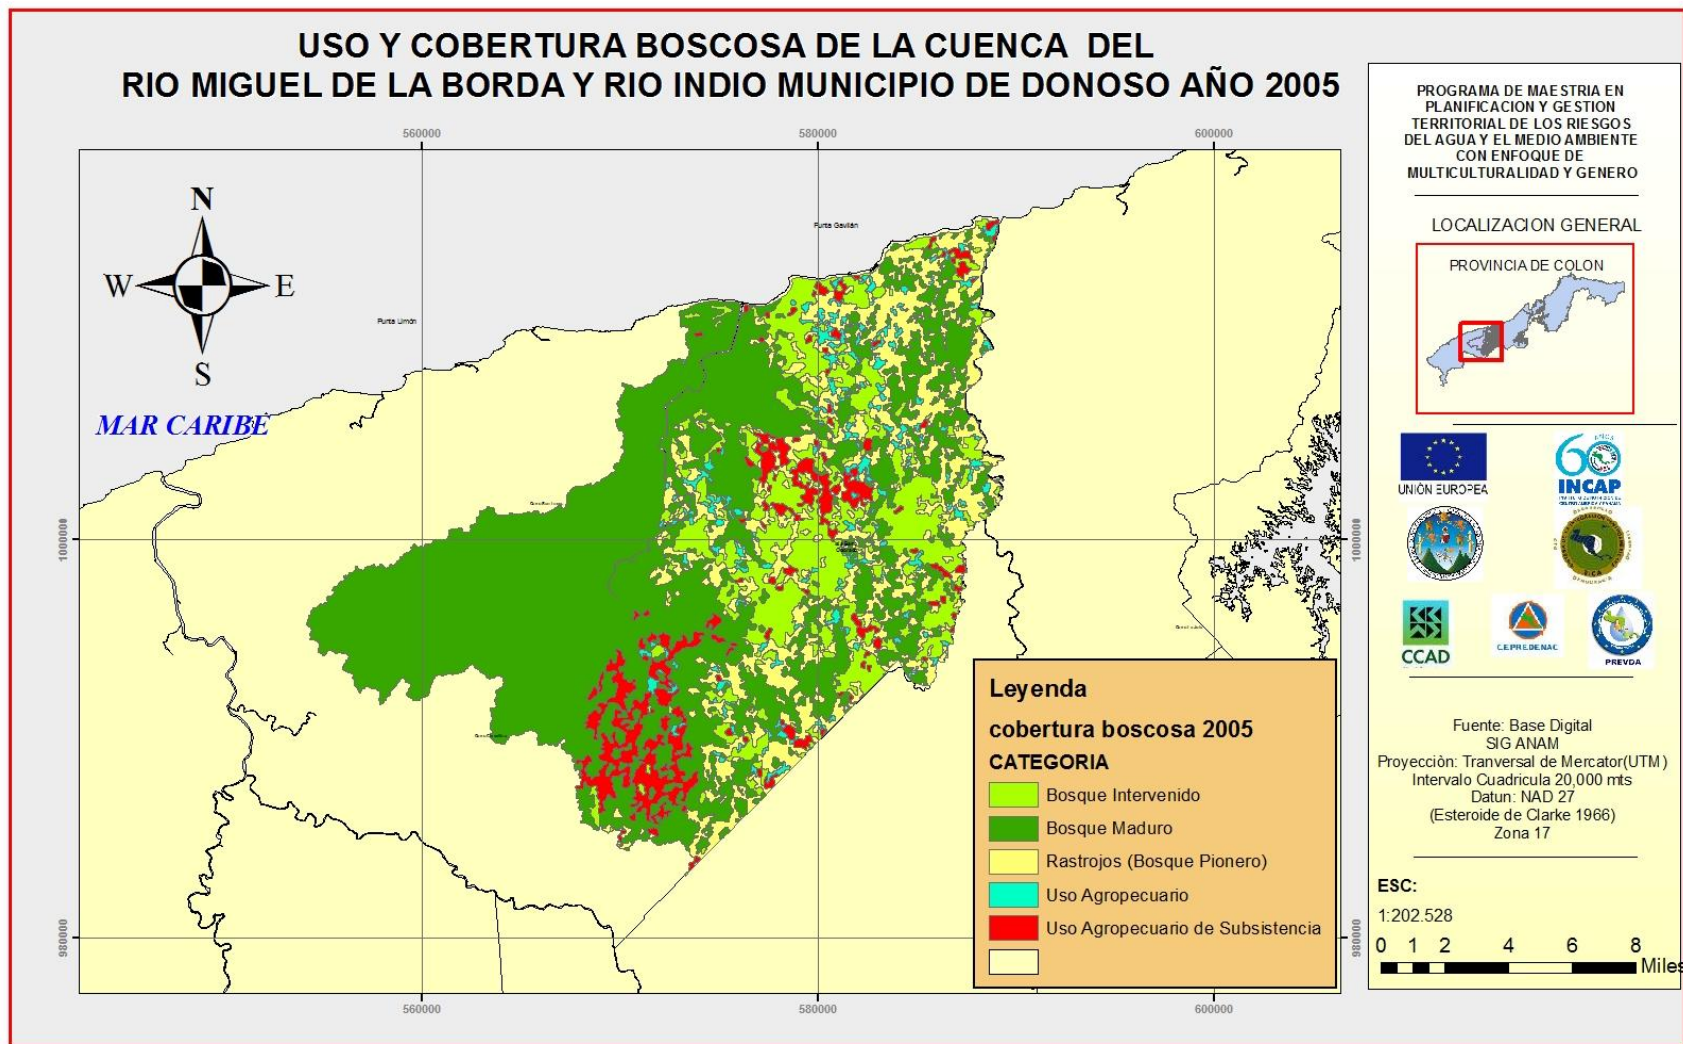 USO Y COBERTURA BOSCOSA DE LA CUENCA DEL
RIO MIGUEL DE LA BORDA Y RIO INDIO MUNICIPIO DE DONOSO AÑO 2005
560000
580000
600000
N
W
E
S
MAR CARIBE
Punta Gavilán
Punta Limón
1000000
1000000
980000
980000
560000
580000
600000
Leyenda
cobertura boscosa 2005
CATEGORIA
Bosque Intervenido
Bosque Maduro
Rastrojos (Bosque Pionero)
Uso Agropecuario
Uso Agropecuario de Subsistencia
PROGRAMA DE MAESTRIA EN
PLANIFICACION Y GESTION
TERRITORIAL DE LOS RIESGOS
DEL AGUA Y EL MEDIO AMBIENTE
CON ENFOQUE DE
MULTICULTURALIDAD Y GENERO
LOCALIZACION GENERAL
PROVINCIA DE COLON
UNIÓN EUROPEA
60 AÑOS
INCAP
CCAD
CEPREDENAC
PREVDA
Fuente: Base Digital
SIG ANAM
Proyección: Tranversal de Mercator(UTM)
Intervalo Cuadricula 20,000 mts
Datun: NAD 27
(Esteroide de Clarke 1966)
Zona 17
ESC:
1:202.528
0 1 2 4 6 8
Miles